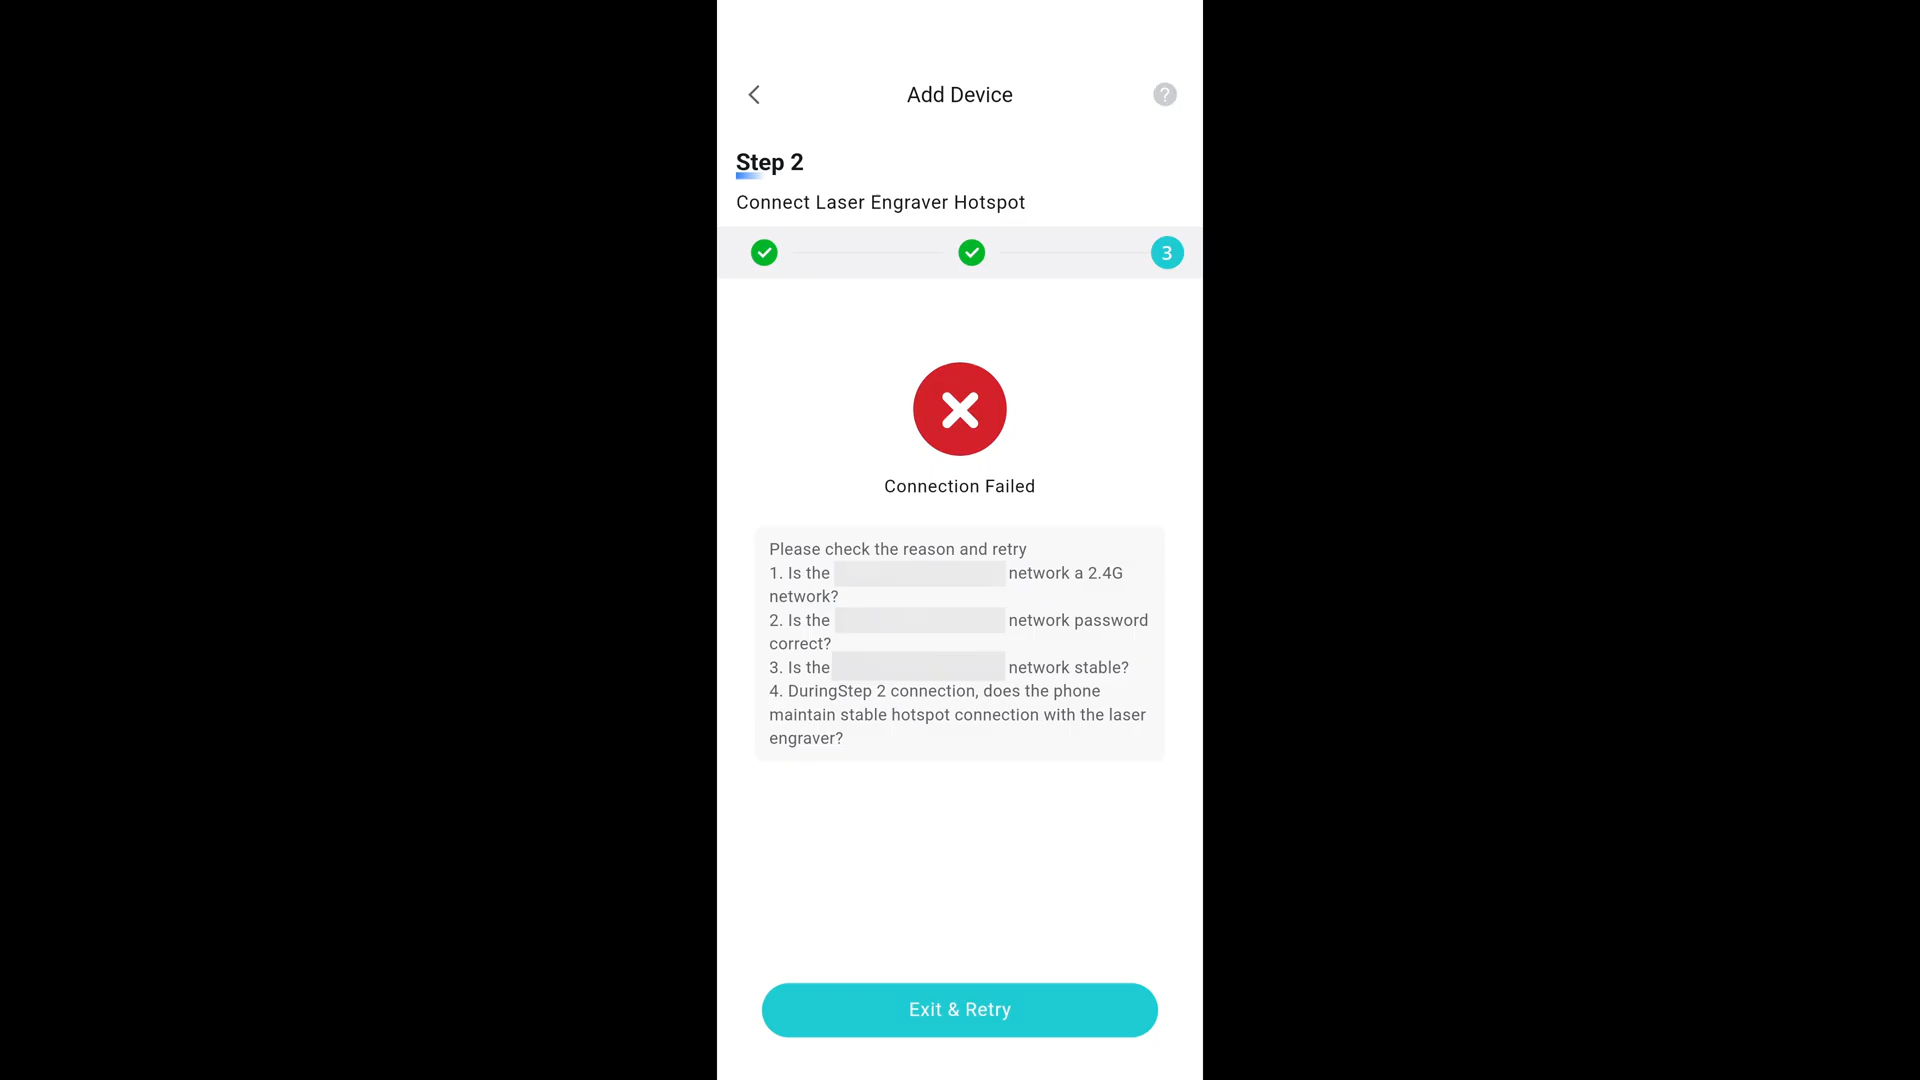 Add Device
?
Step 2
Connect Laser Engraver Hotspot
3
Connection Failed
Please check the reason and retry
1. Is the network a 2.4G
network?
2. Is the network password
correct?
3. Is the network stable?
4. DuringStep 2 connection, does the phone
maintain stable hotspot connection with the laser
engraver?
Exit & Retry